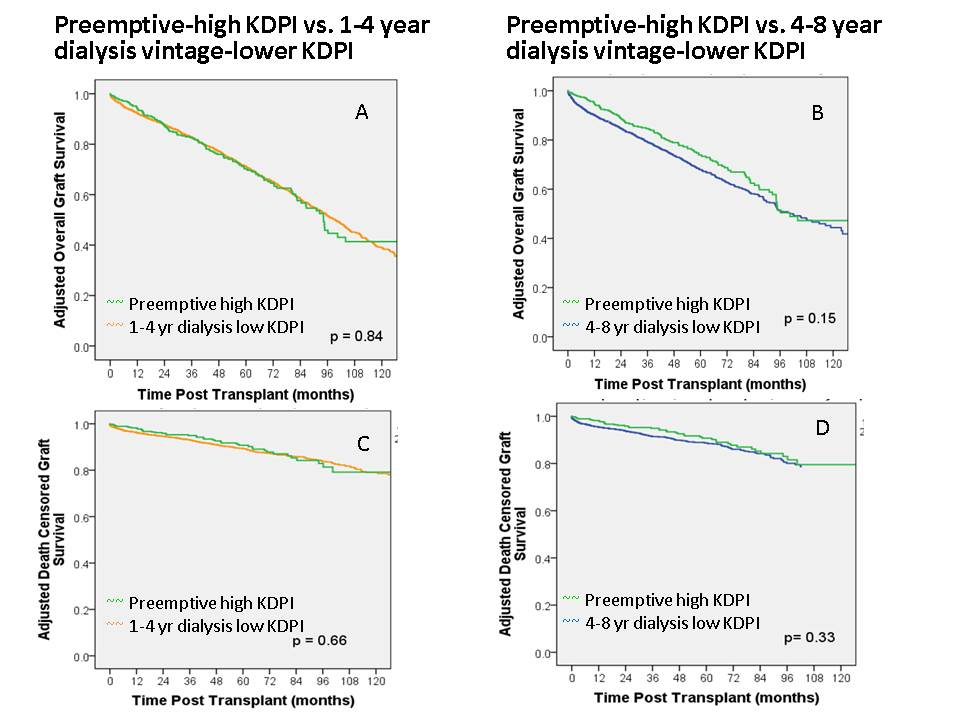 Preemptive-high KDPI vs. 1-4 year
dialysis vintage-lower KDPI
Preemptive-high KDPI vs. 4-8 year
dialysis vintage-lower KDPI
A
Adjusted Overall Graft Survival
1.0
0.8
0.6
0.4
0.2
0.0
~~ Preemptive high KDPI
~~ 1-4 yr dialysis low KDPI
p = 0.84
0 12 24 36 48 60 72 84 96 108 120
Time Post Transplant (months)
B
Adjusted Overall Graft Survival
1.0
0.8
0.6
0.4
0.2
0.0
~~ Preemptive high KDPI
~~ 4-8 yr dialysis low KDPI
p = 0.15
0 12 24 36 48 60 72 84 96 108 120
Time Post Transplant (months)
C
Adjusted Death Censored Graft
Survival
1.0
0.8
0.6
0.4
0.2
0.0
~~ Preemptive high KDPI
~~ 1-4 yr dialysis low KDPI
p = 0.66
0 12 24 36 48 60 72 84 96 108 120
Time Post Transplant (months)
D
Adjusted Death Censored Graft
Survival
1.0
0.8
0.6
0.4
0.2
0.0
~~ Preemptive high KDPI
~~ 4-8 yr dialysis low KDPI
p= 0.33
0 12 24 36 48 60 72 84 96 108 120
Time Post Transplant (months)